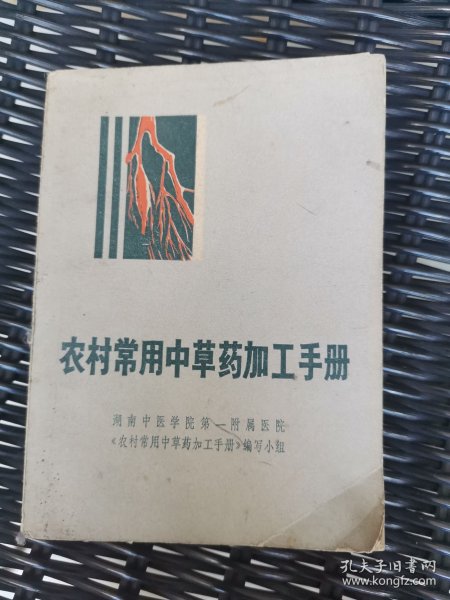 农村常用中草药加工手册
湖南中医学院第一附属医院
《农村常用中草药加工手册》编写小组
孔夫子旧书网
www.kongfz.com